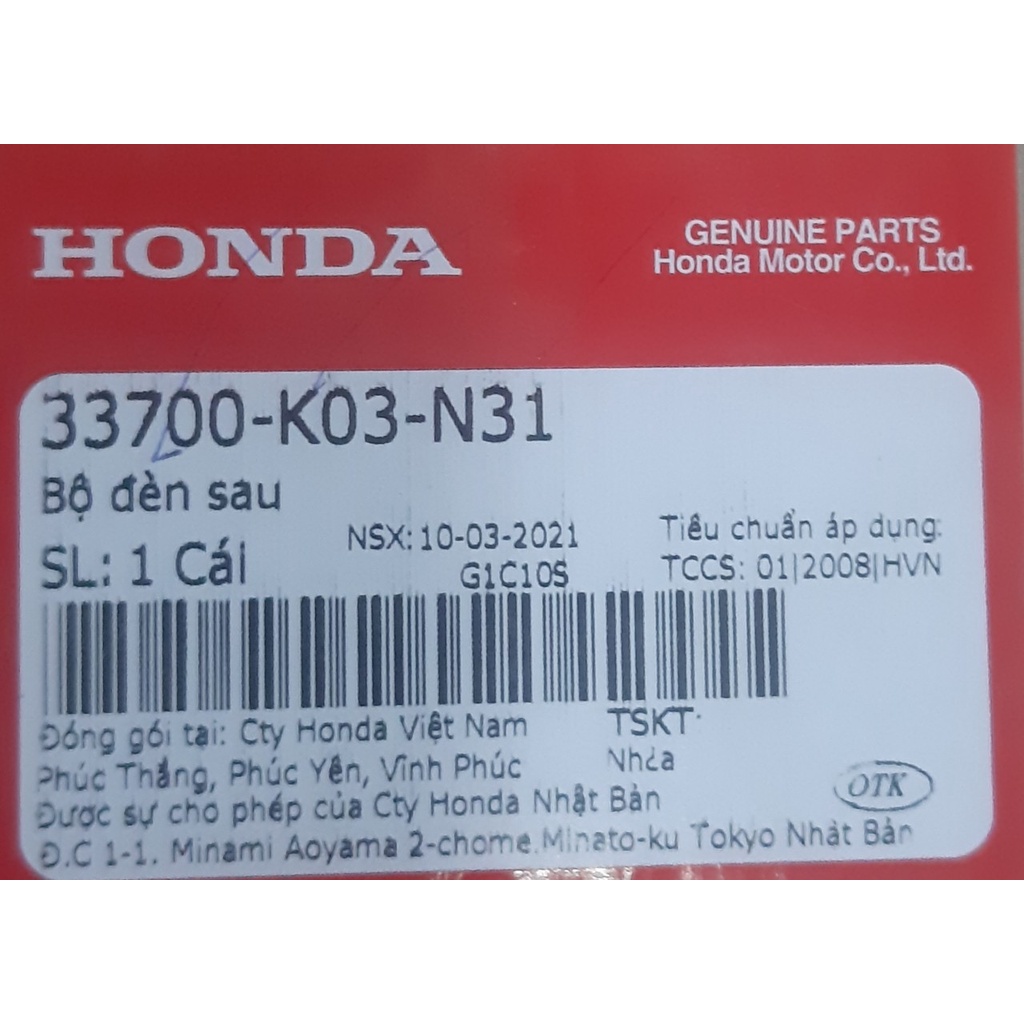 HONDA
GENUINE PARTS
Honda Motor Co., Ltd.
33700-K03-N31
Bộ đèn sau
SL: 1 Cái
NSX: 10-03-2021
G1C10S
Tiêu chuẩn áp dụng:
TCCS: 01|2008|HVN
Đóng gói tại: Cty Honda Việt Nam
Phúc Thắng, Phúc Yên, Vĩnh Phúc
Được sự cho phép của Cty Honda Nhật Bản
Đ.C 1-1, Minami Aoyama 2-chome.Minato-ku Tokyo Nhật Bản
TSKT:
Nhựa
OTK